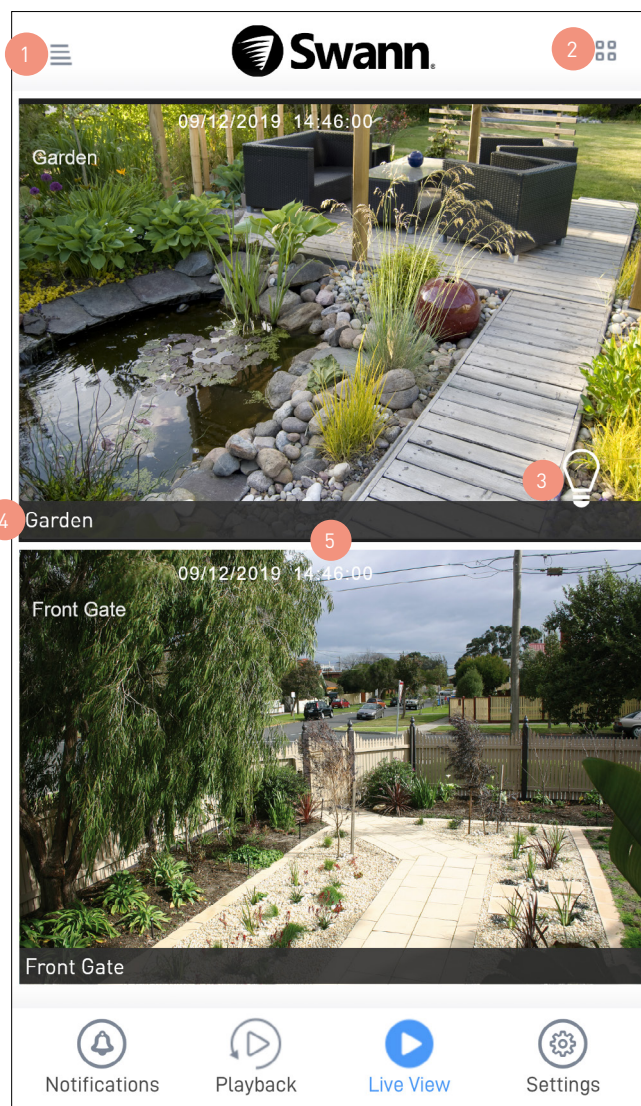 1
Swann®
2
09/12/2019 14:46:00
Garden
3
4
Garden
5
09/12/2019 14:46:00
Front Gate
Front Gate
Notifications Playback Live View Settings